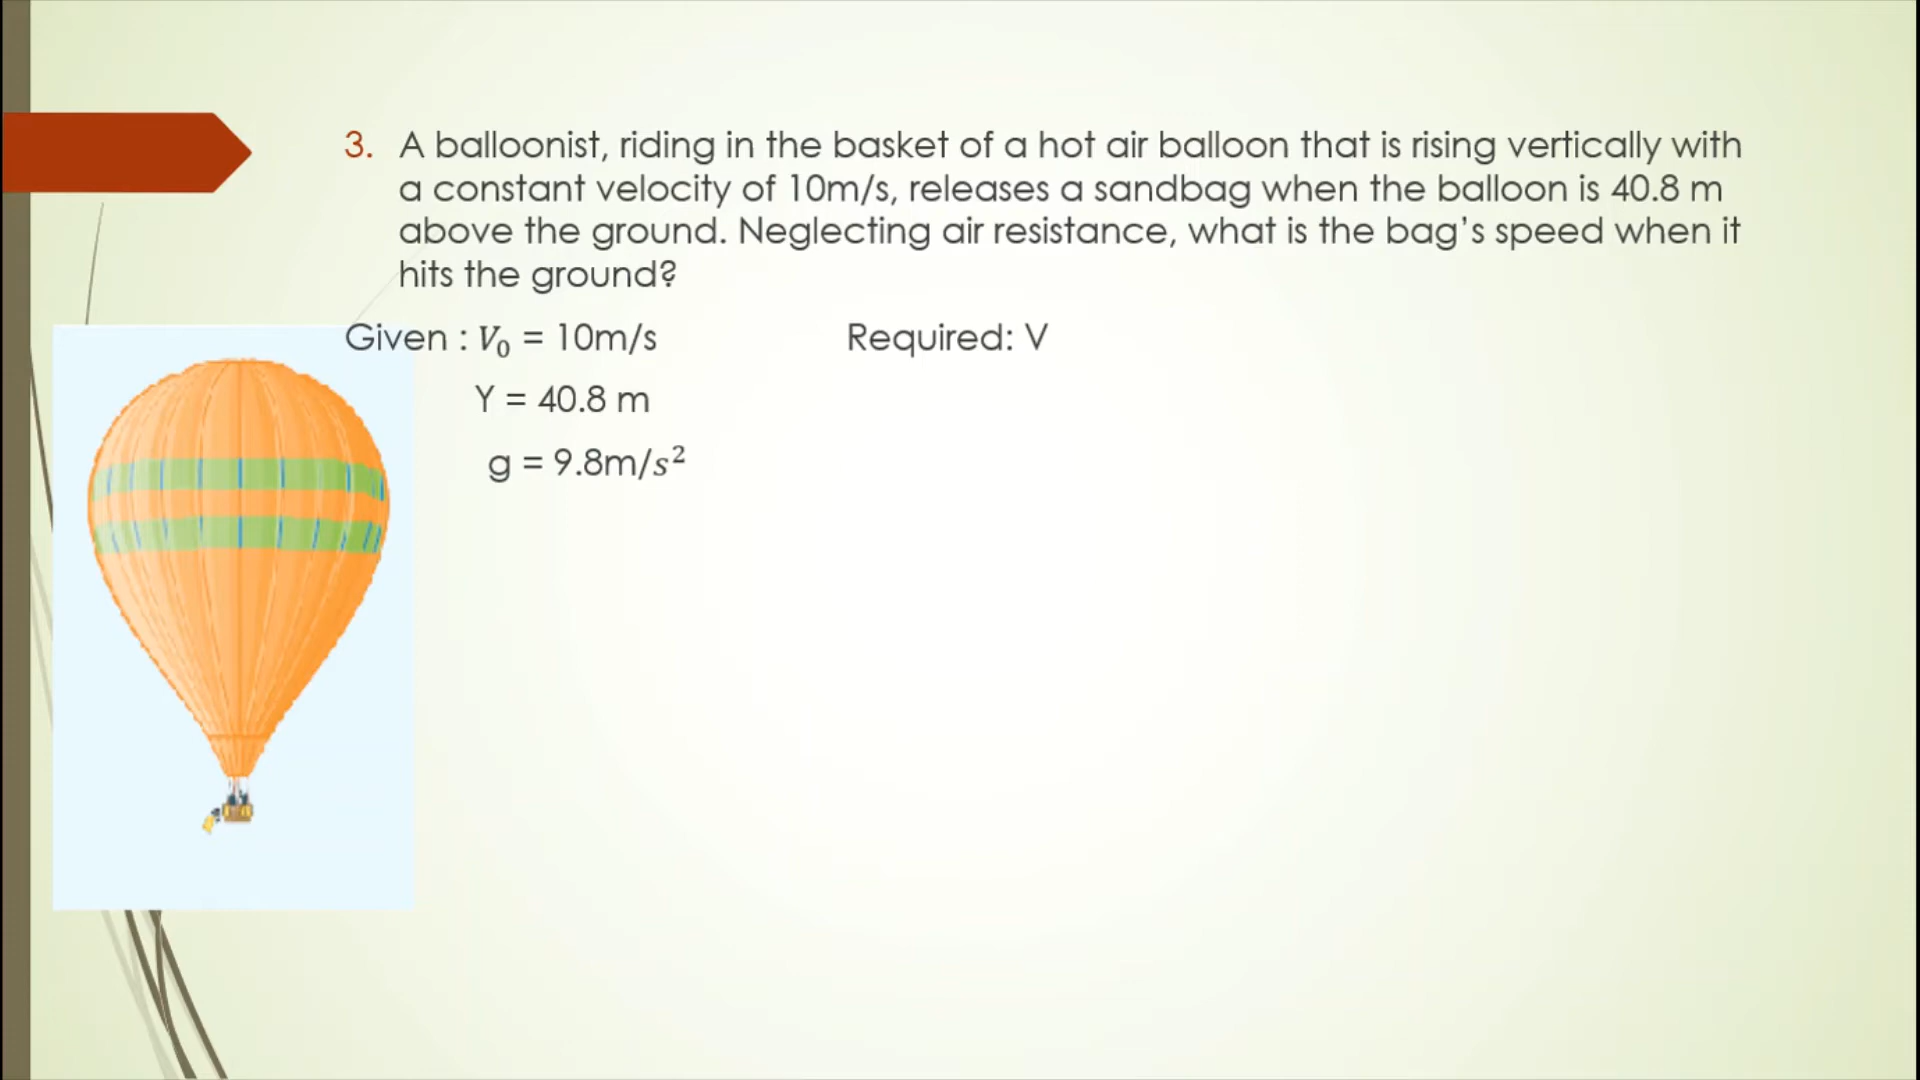 3. A balloonist, riding in the basket of a hot air balloon that is rising vertically with
a constant velocity of 10m/s, releases a sandbag when the balloon is 40.8 m
above the ground. Neglecting air resistance, what is the bag's speed when it
hits the ground?
Given : V₀ = 10m/s Required: V
Y = 40.8 m
g = 9.8m/s²